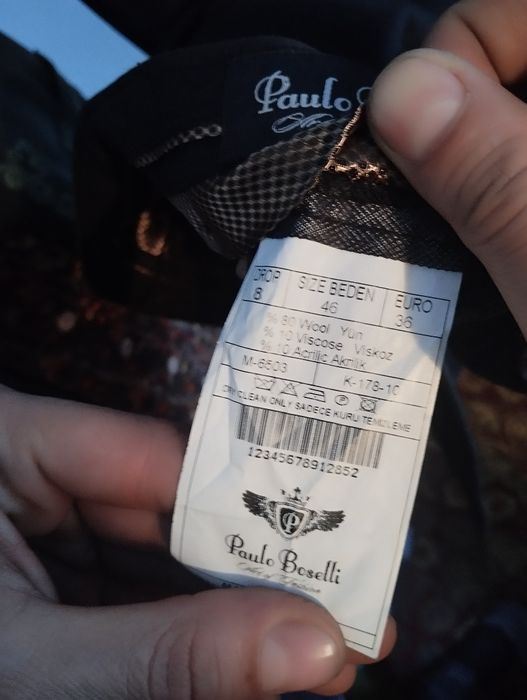 Paulo
DROP SIZE BEDEN EURO
8 46 36
% 80 Wool Yün
% 10 Viscose Viskoz
% 10 Acrilic Akrilik
M-6503 K-178-10
DRY CLEAN ONLY SADECE KURU TEMİZLEME
12345678912852
P
Paulo Boselli